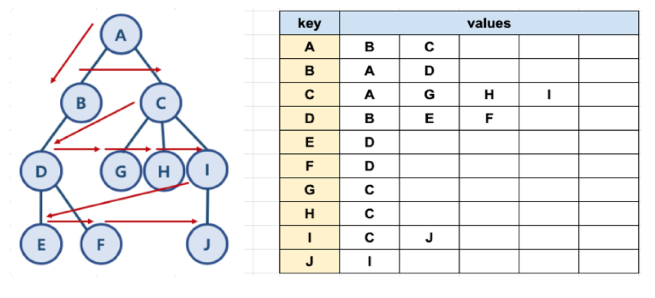 A
B C
D G H I
E F J
key values
A B C
B A D
C A G H I
D B E F
E D
F D
G C
H C
I C J
J I